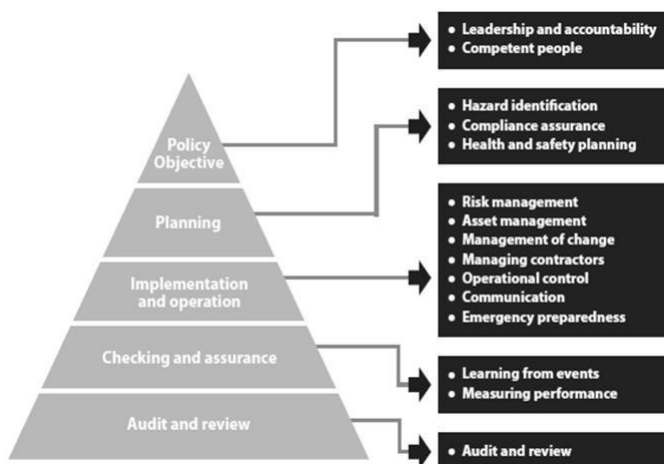 Policy
Objective
Planning
Implementation
and operation
Checking and assurance
Audit and review
• Leadership and accountability
• Competent people
• Hazard identification
• Compliance assurance
• Health and safety planning
• Risk management
• Asset management
• Management of change
• Managing contractors
• Operational control
• Communication
• Emergency preparedness
• Learning from events
• Measuring performance
• Audit and review